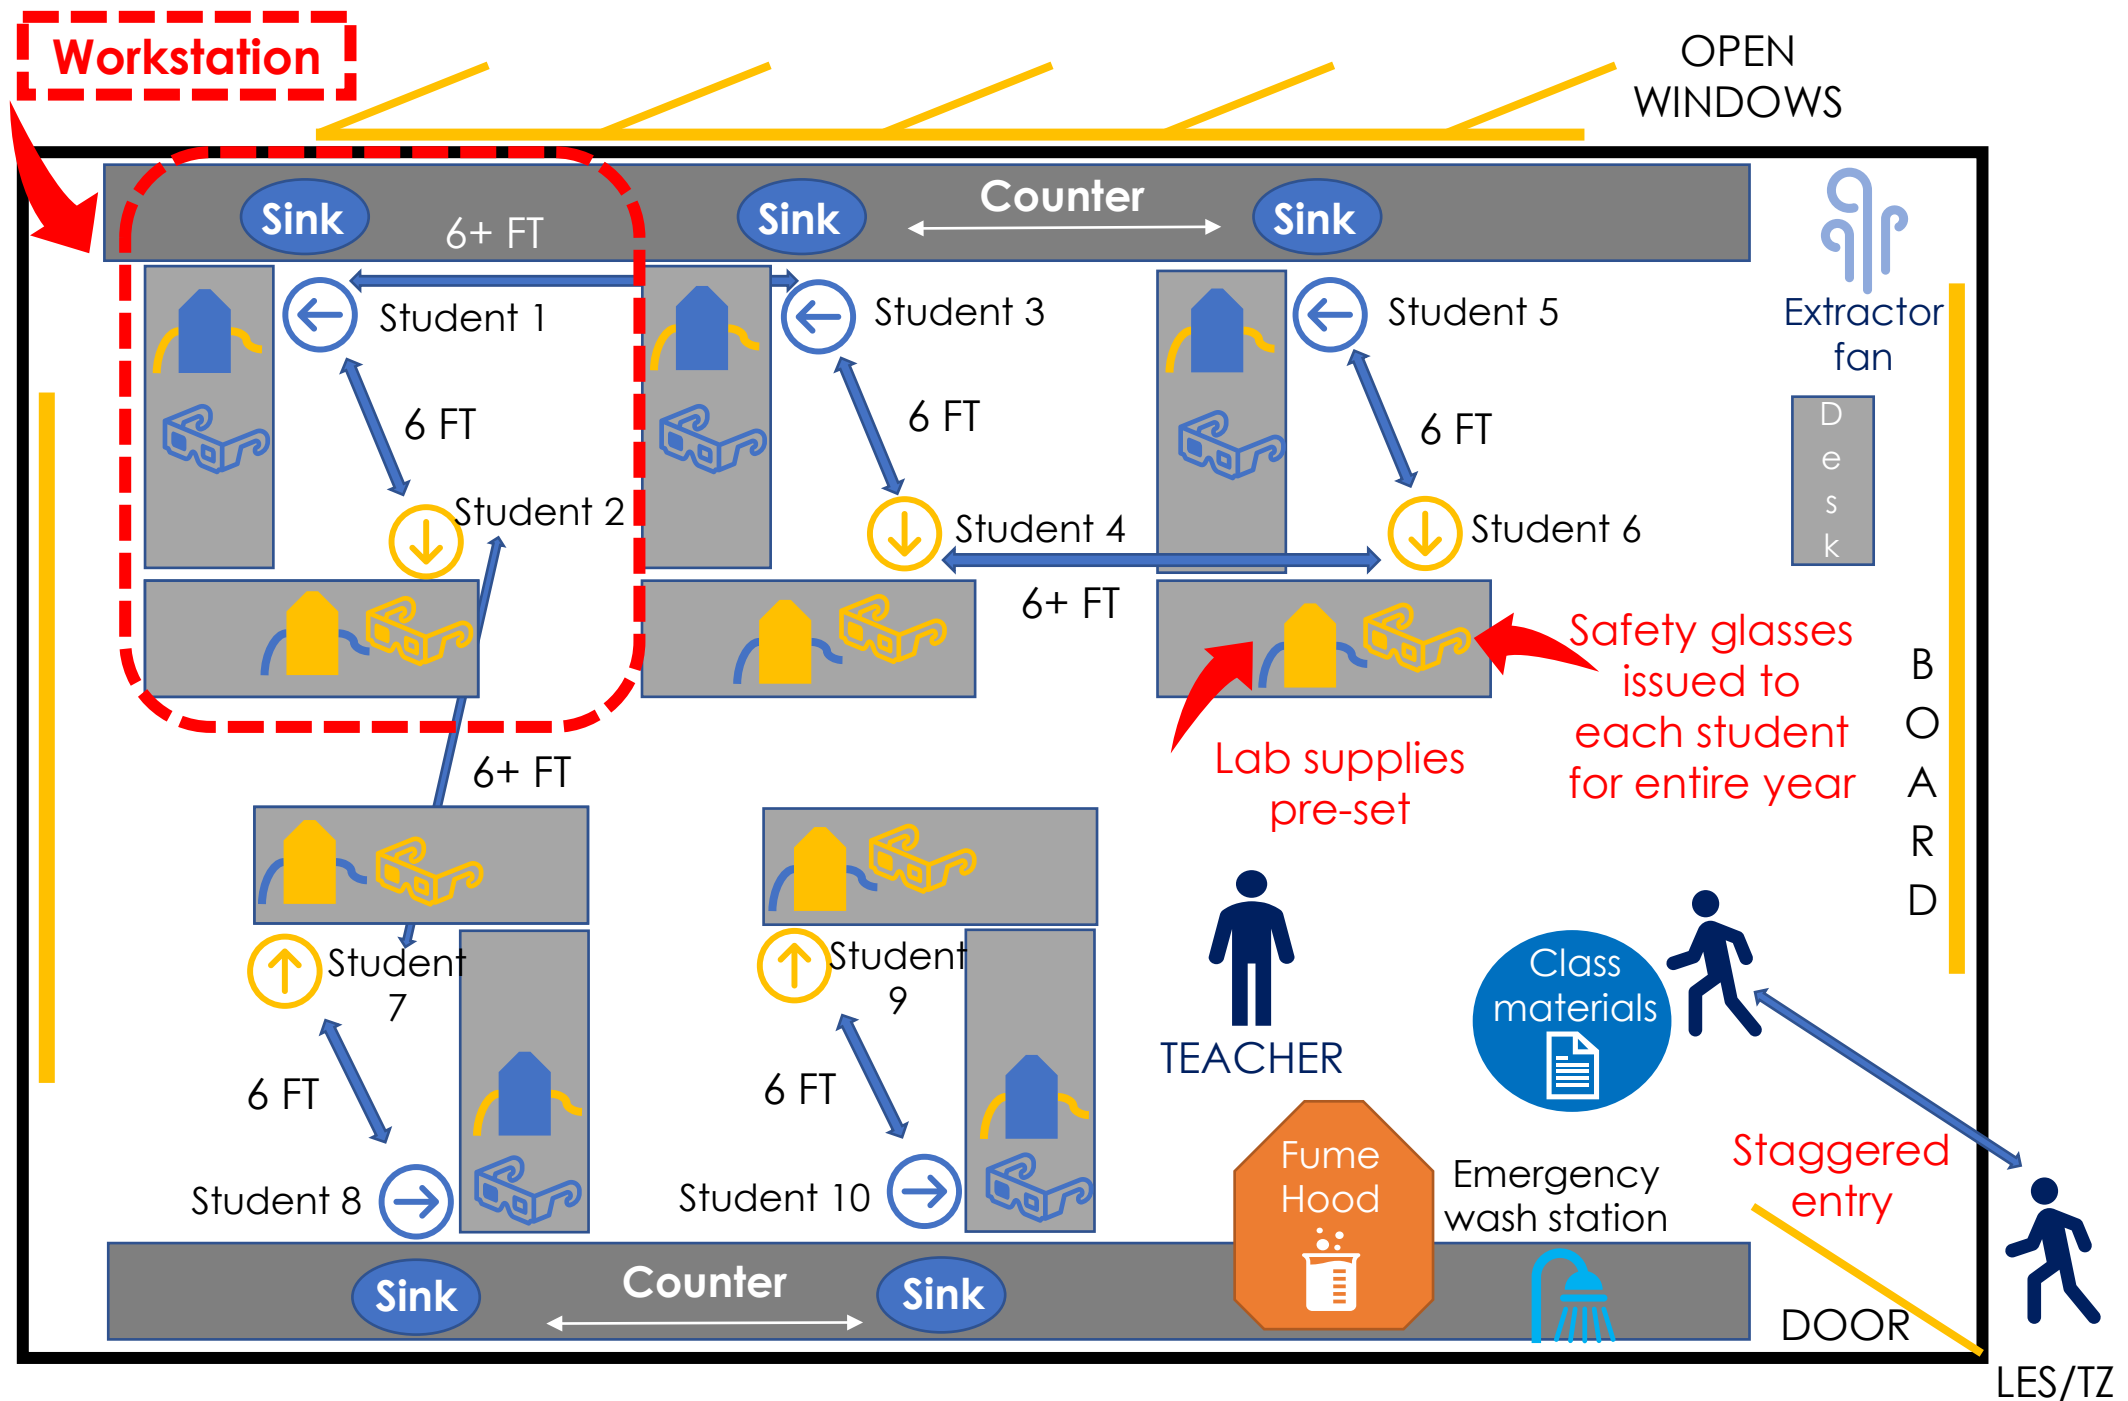 Workstation
OPEN
WINDOWS
Sink
6+ FT
Sink
Counter
Sink
Student 1
Student 3
Student 5
Extractor
fan
6 FT
6 FT
6 FT
D
e
s
k
Student 2
Student 4
Student 6
6+ FT
Safety glasses
issued to
each student
for entire year
Lab supplies
pre-set
B
O
A
R
D
6+ FT
Student
7
Student
9
Class
materials
TEACHER
6 FT
6 FT
Student 8
Student 10
Fume
Hood
Emergency
wash station
Staggered
entry
Sink
Counter
Sink
DOOR
LES/TZ